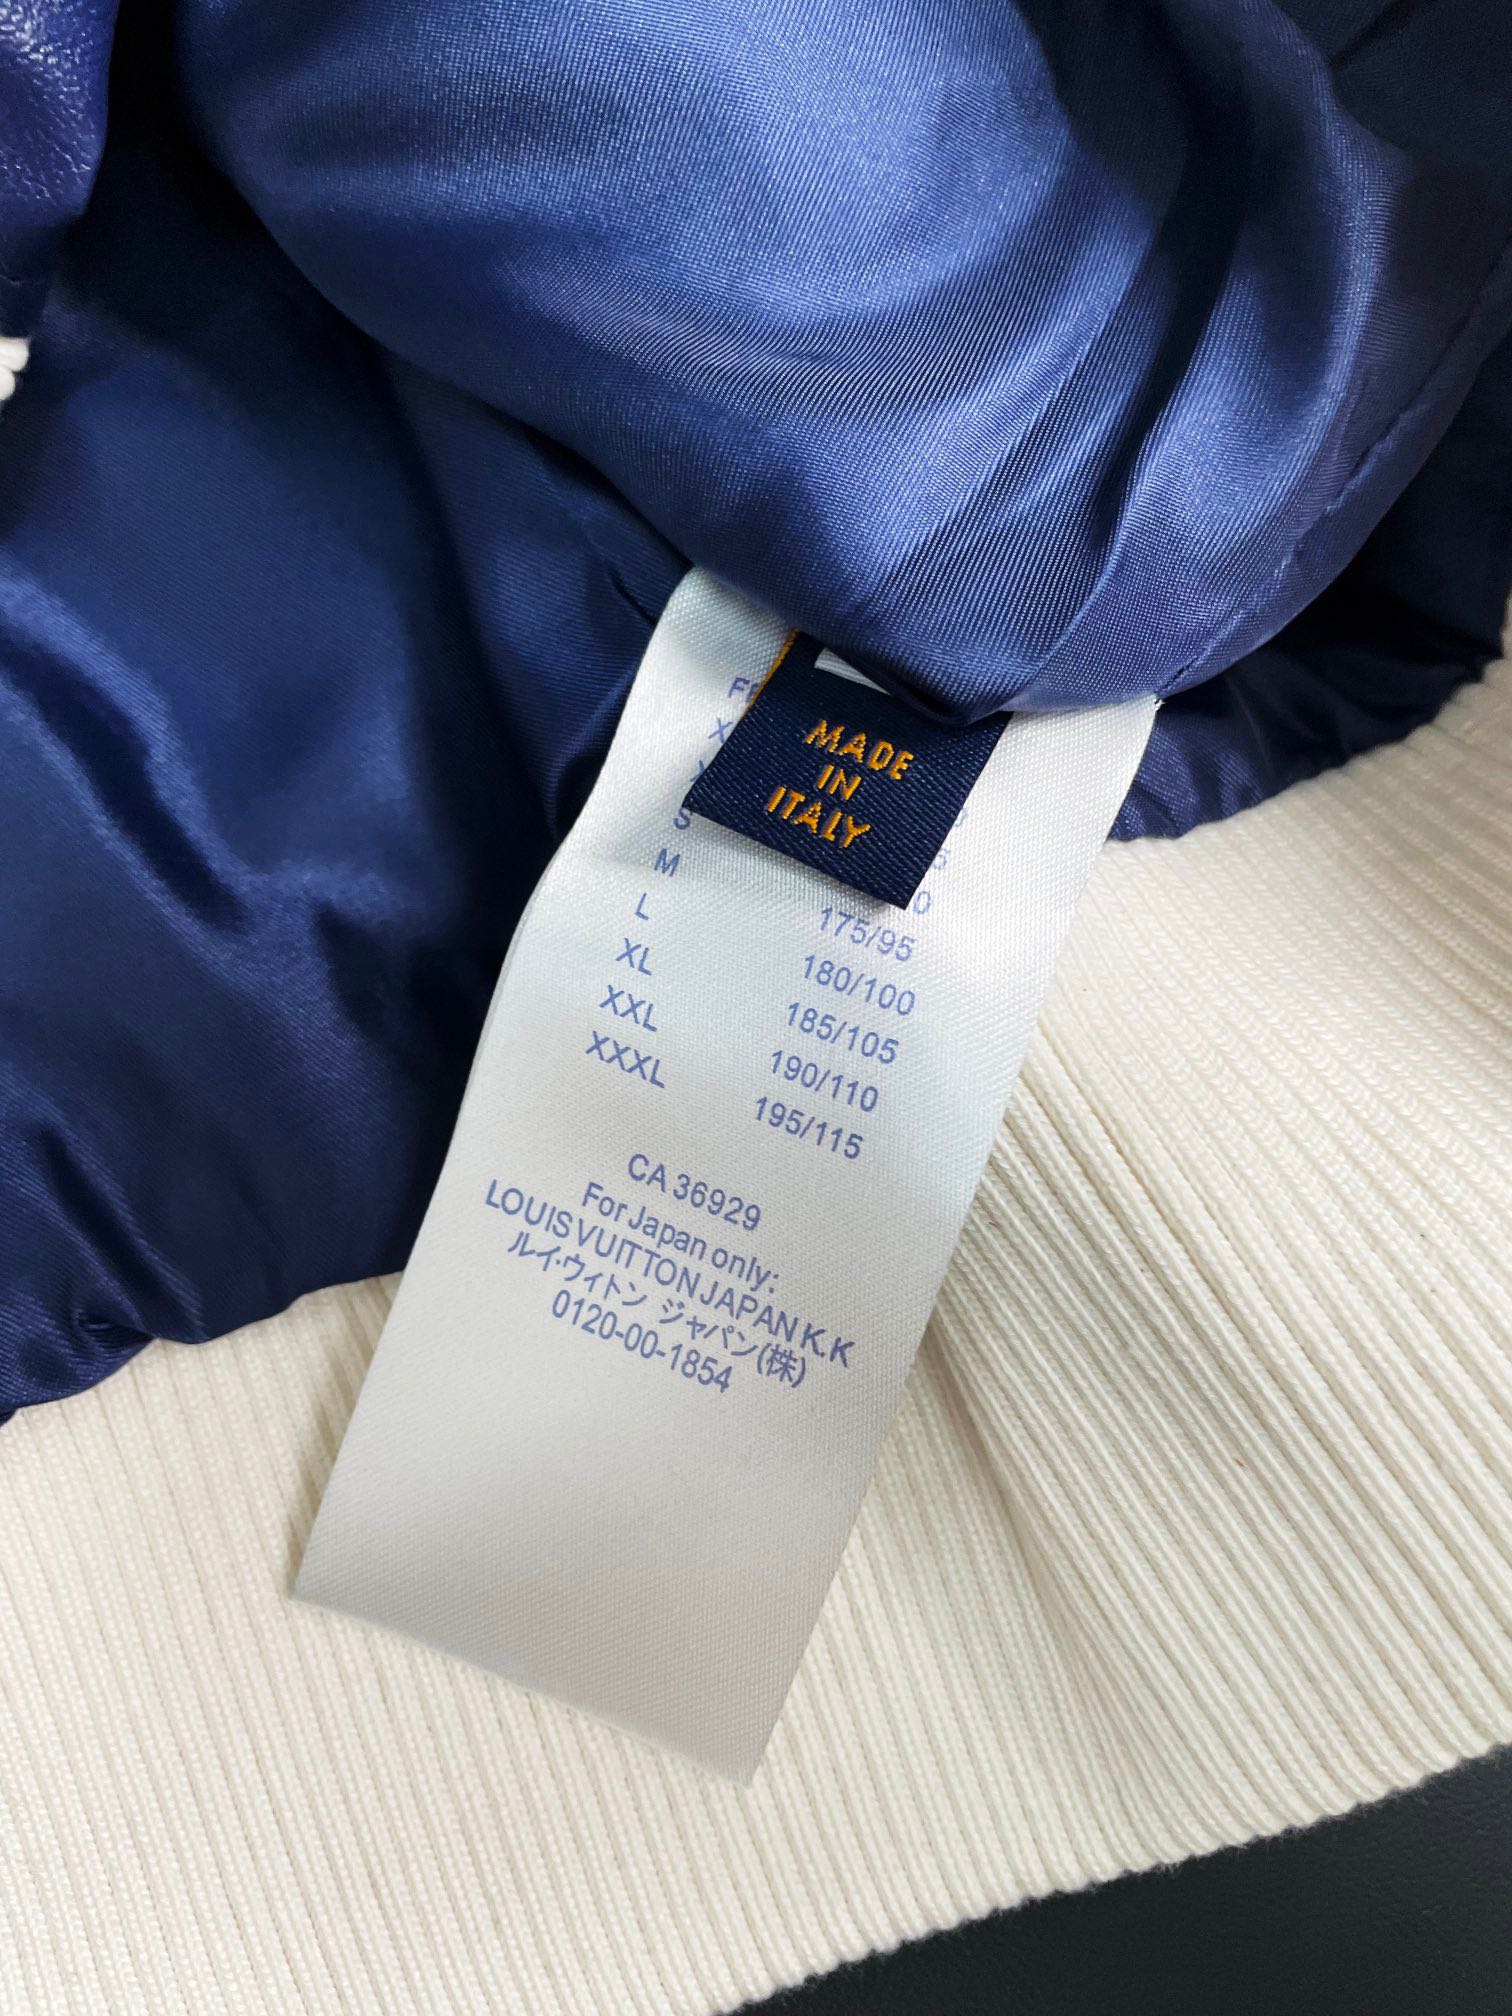 MADE
IN
ITALY
S
M 175/95
L 180/100
XL 185/105
XXL 190/110
XXXL 195/115
CA 36929
For Japan only:
LOUIS VUITTON JAPAN K.K
ルイ・ヴィトン ジャパン(株)
0120-00-1854